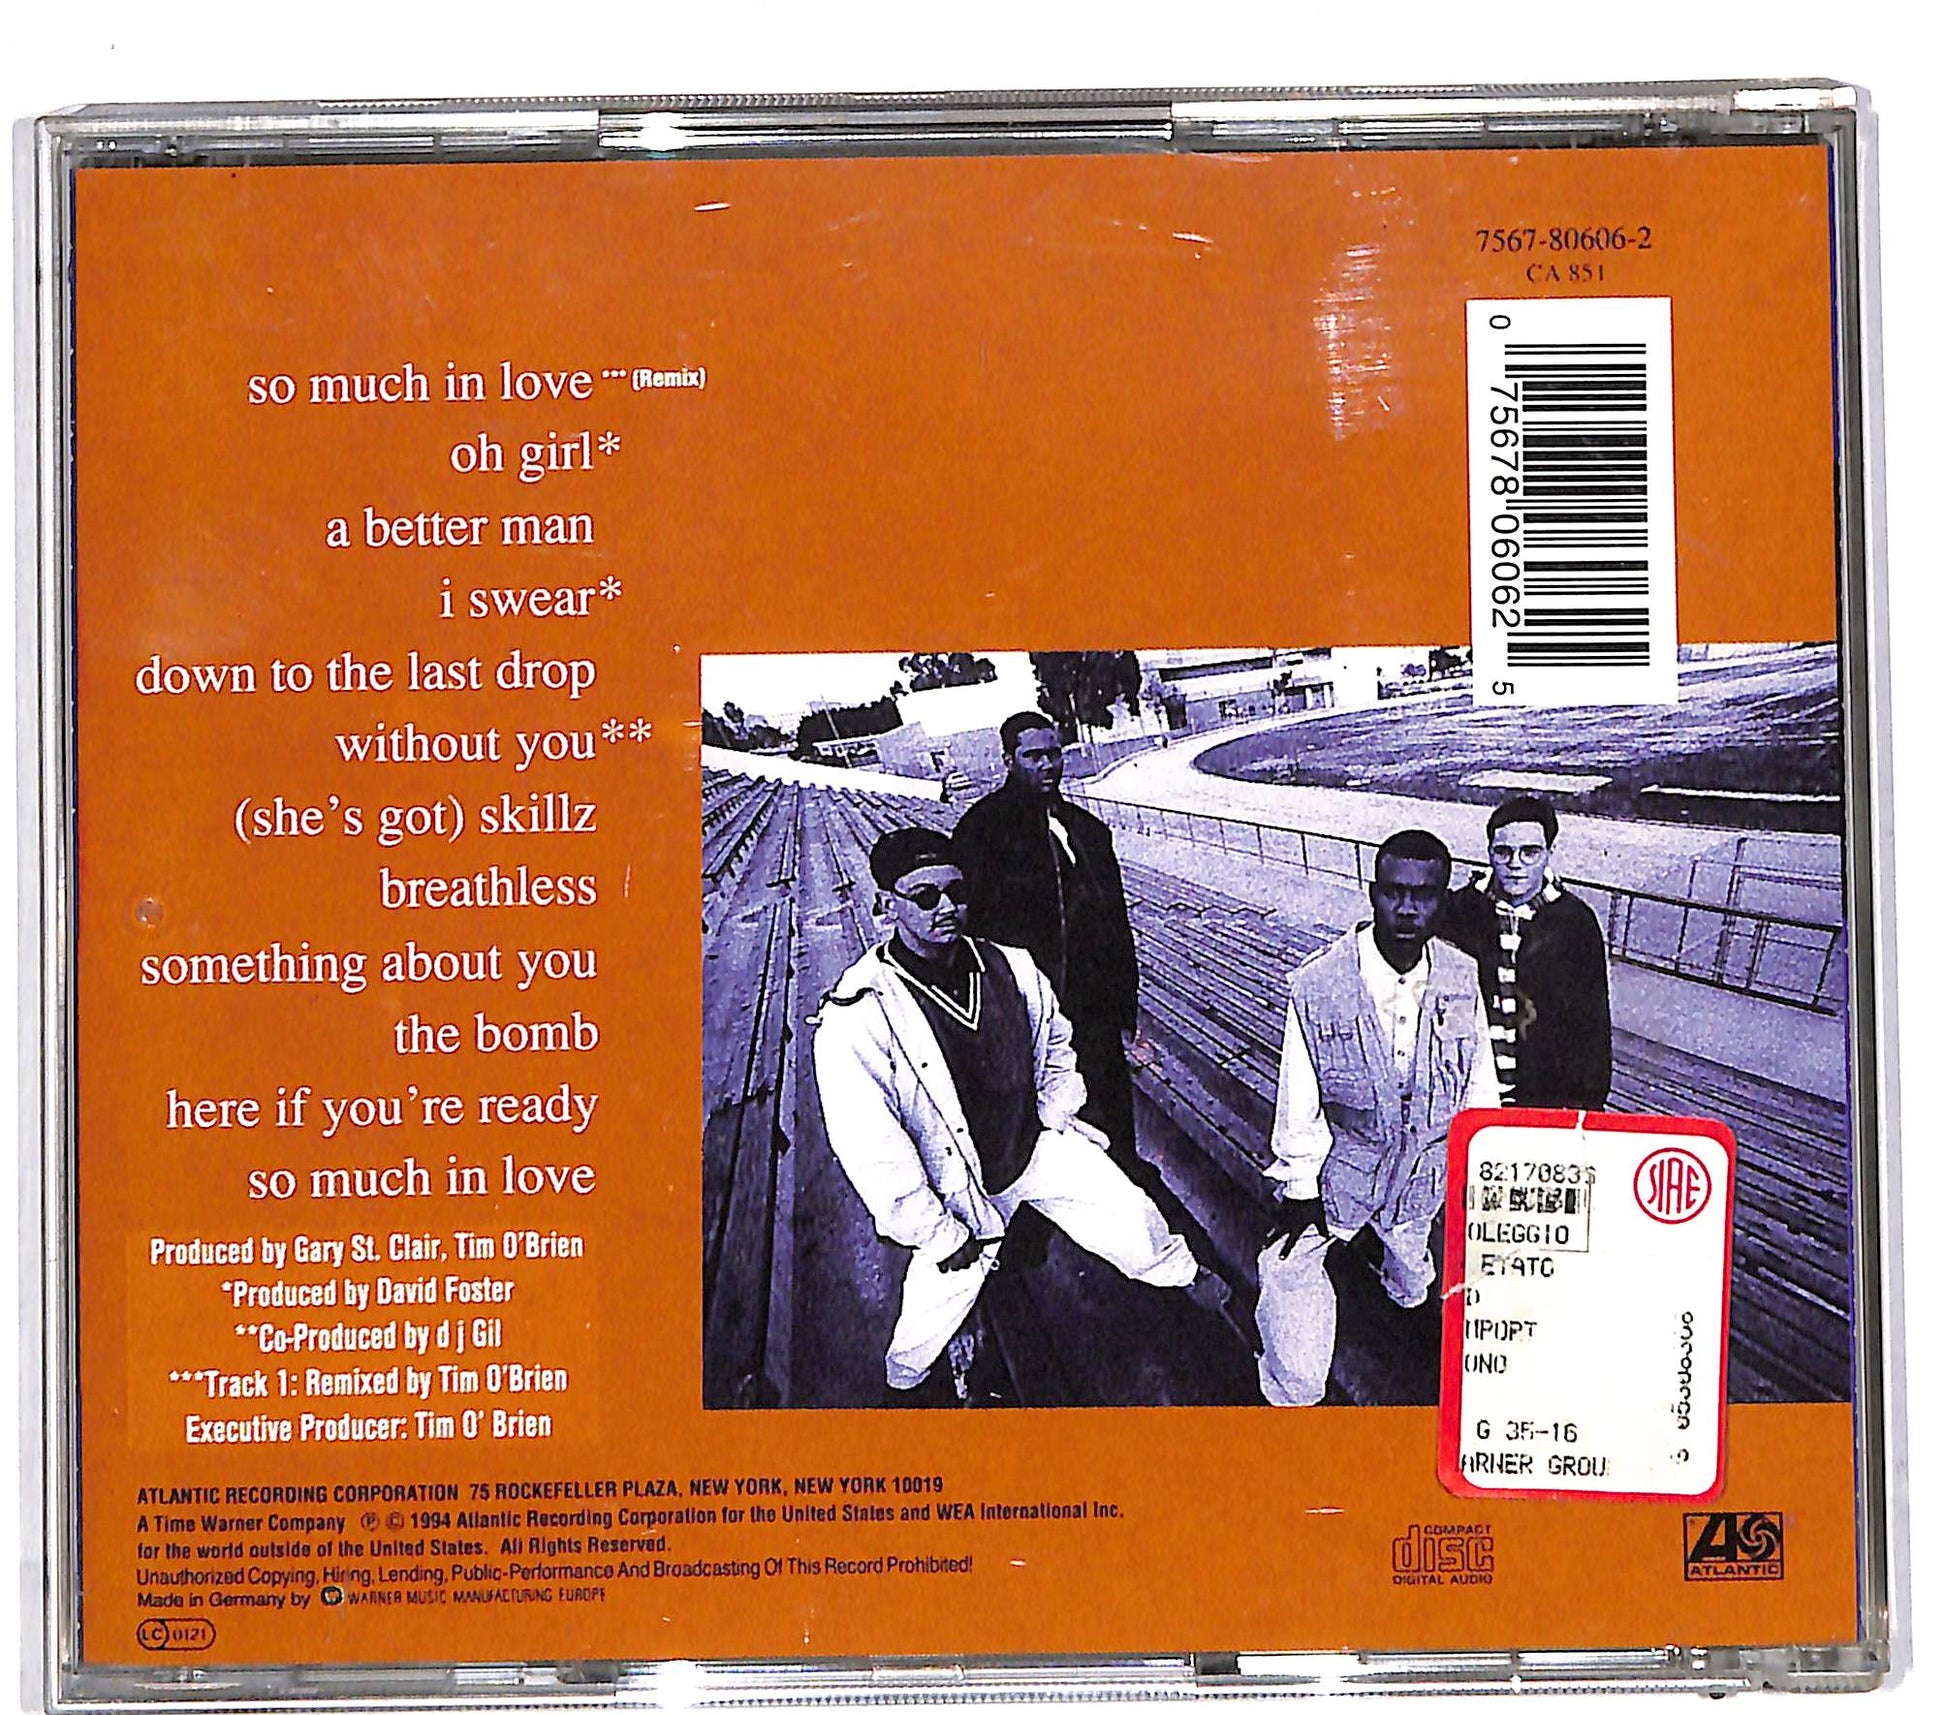 7567-80606-2
CA 851
0 75678 06062 5
so much in love *** (Remix)
oh girl*
a better man
i swear*
down to the last drop
without you**
(she's got) skillz
breathless
something about you
the bomb
here if you're ready
so much in love
Produced by Gary St. Clair, Tim O'Brien
*Produced by David Foster
**Co-Produced by d j Gil
***Track 1: Remixed by Tim O'Brien
Executive Producer: Tim O' Brien
8217083
SIAE
OLEGGIO
ETATO
D
MPORT
ONO
G 35-16
ARNER GROU
ATLANTIC RECORDING CORPORATION 75 ROCKEFELLER PLAZA, NEW YORK, NEW YORK 10019
A Time Warner Company ℗ © 1994 Atlantic Recording Corporation for the United States and WEA International Inc.
for the world outside of the United States. All Rights Reserved.
Unauthorized Copying, Hiring, Lending, Public-Performance And Broadcasting Of This Record Prohibited!
Made in Germany by WARNER MUSIC MANUFACTURING EUROPE
LC 0121
COMPACT
disc
DIGITAL AUDIO
ATLANTIC